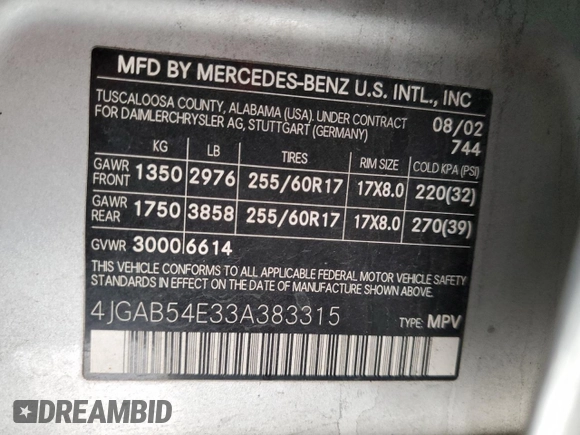 MFD BY MERCEDES-BENZ U.S. INTL., INC
TUSCALOOSA COUNTY, ALABAMA (USA). UNDER CONTRACT
FOR DAIMLERCHRYSLER AG, STUTTGART (GERMANY)
08/02
744
KG LB TIRES RIM SIZE COLD KPA (PSI)
GAWR FRONT 1350 2976 255/60R17 17X8.0 220(32)
GAWR REAR 1750 3858 255/60R17 17X8.0 270(39)
GVWR 3000 6614
THIS VEHICLE CONFORMS TO ALL APPLICABLE FEDERAL MOTOR VEHICLE SAFETY
STANDARDS IN EFFECT ON THE DATE OF MANUFACTURE SHOWN ABOVE.
4JGAB54E33A383315 TYPE: MPV
DREAMBID